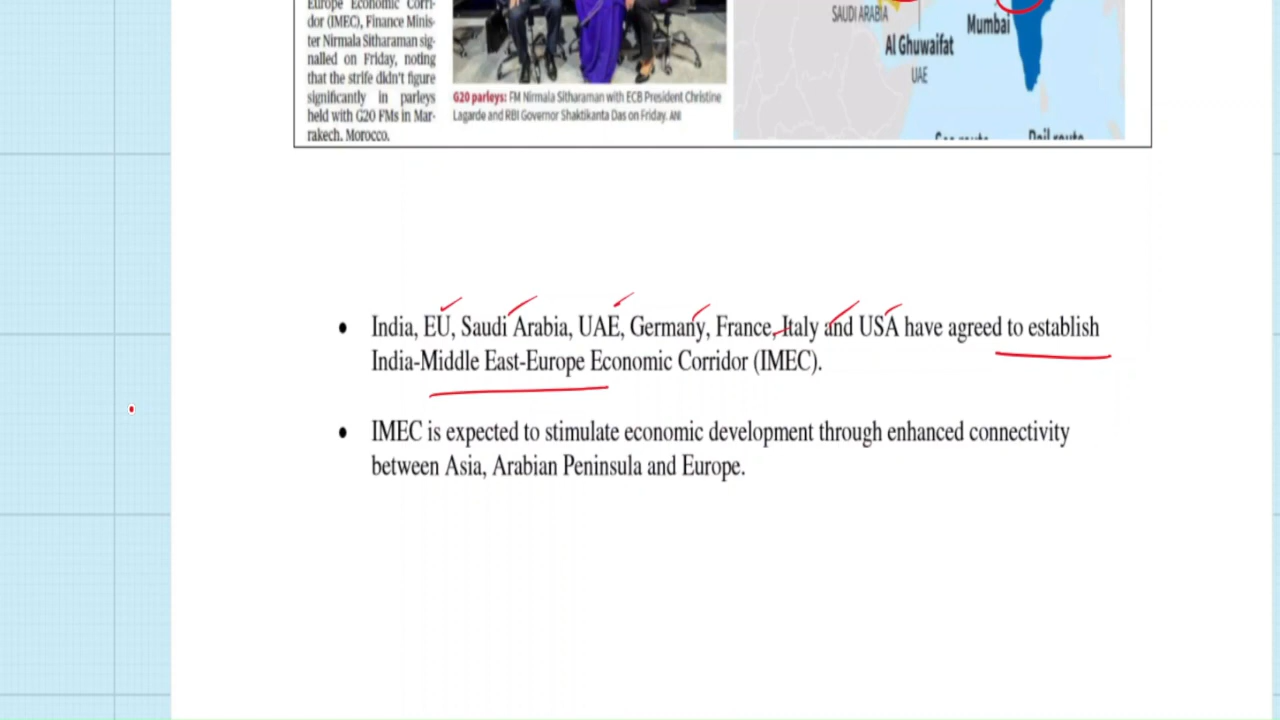 Europe Economic Corri-
dor (IMEC), Finance Minis-
ter Nirmala Sitharaman sig-
nalled on Friday, noting
that the strife didn't figure
significantly in parleys
held with G20 FMs in Mar-
rakech, Morocco.
G20 parleys: FM Nirmala Sitharaman with ECB President Christine
Lagarde and RBI Governor Shaktikanta Das on Friday. ANI
SAUDI ARABIA
Al Ghuwaifat
UAE
Mumbai
Sea route
Rail route
• India, EU, Saudi Arabia, UAE, Germany, France, Italy and USA have agreed to establish
India-Middle East-Europe Economic Corridor (IMEC).
• IMEC is expected to stimulate economic development through enhanced connectivity
between Asia, Arabian Peninsula and Europe.